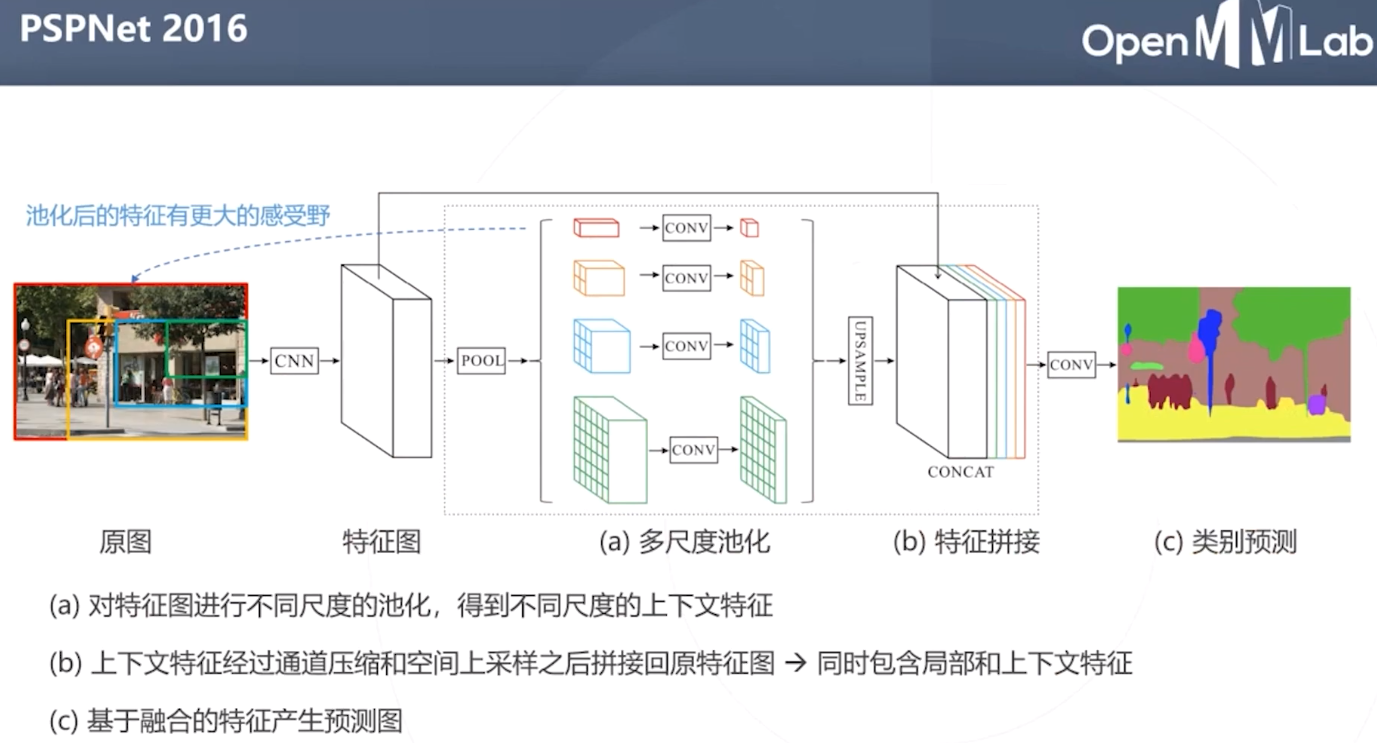 PSPNet 2016
OpenMMLab
池化后的特征有更大的感受野
CNN
POOL
CONV
CONV
CONV
CONV
UPSAMPLE
CONCAT
CONV
原图
特征图
(a) 多尺度池化
(b) 特征拼接
(c) 类别预测
(a) 对特征图进行不同尺度的池化，得到不同尺度的上下文特征
(b) 上下文特征经过通道压缩和空间上采样之后拼接回原特征图 → 同时包含局部和上下文特征
(c) 基于融合的特征产生预测图